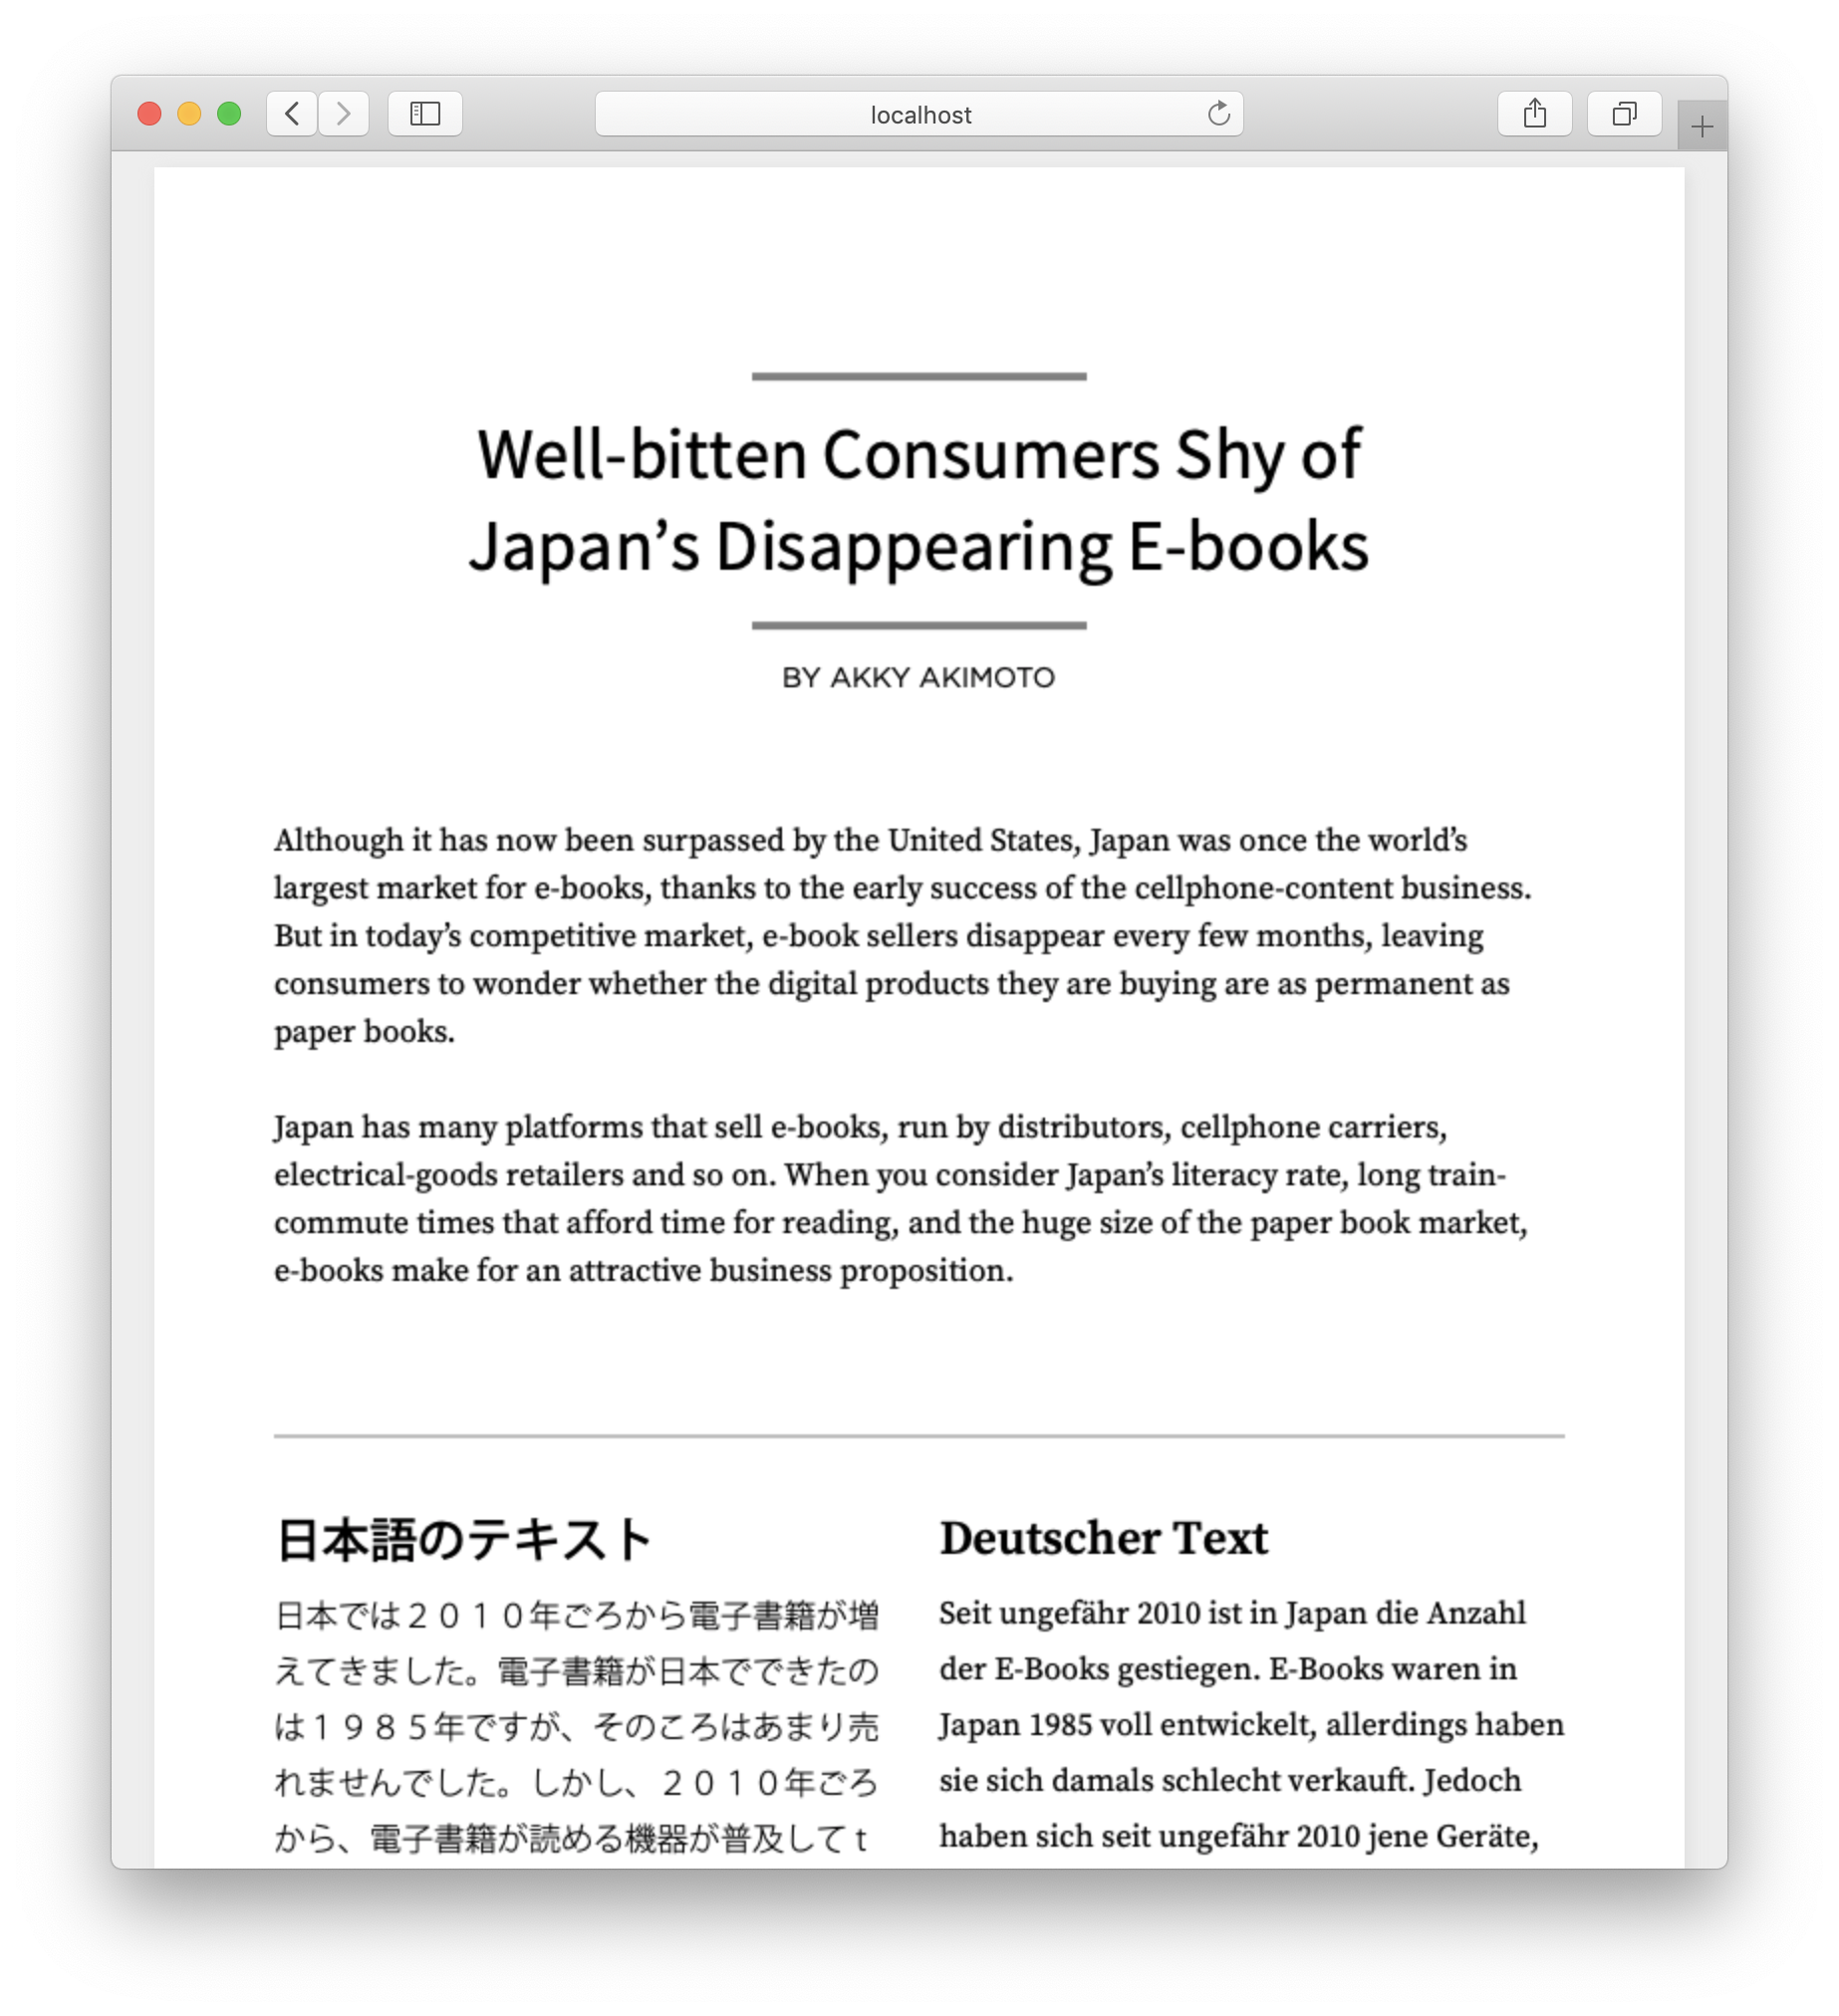 localhost
Well-bitten Consumers Shy of
Japan’s Disappearing E-books
BY AKKY AKIMOTO
Although it has now been surpassed by the United States, Japan was once the world’s
largest market for e-books, thanks to the early success of the cellphone-content business.
But in today’s competitive market, e-book sellers disappear every few months, leaving
consumers to wonder whether the digital products they are buying are as permanent as
paper books.
Japan has many platforms that sell e-books, run by distributors, cellphone carriers,
electrical-goods retailers and so on. When you consider Japan’s literacy rate, long train-
commute times that afford time for reading, and the huge size of the paper book market,
e-books make for an attractive business proposition.
日本語のテキスト
日本では２０１０年ごろから電子書籍が増
えてきました。電子書籍が日本でできたの
は１９８５年ですが、そのころはあまり売
れませんでした。しかし、２０１０年ごろ
から、電子書籍が読める機器が普及してｔ
Deutscher Text
Seit ungefähr 2010 ist in Japan die Anzahl
der E-Books gestiegen. E-Books waren in
Japan 1985 voll entwickelt, allerdings haben
sie sich damals schlecht verkauft. Jedoch
haben sich seit ungefähr 2010 jene Geräte,